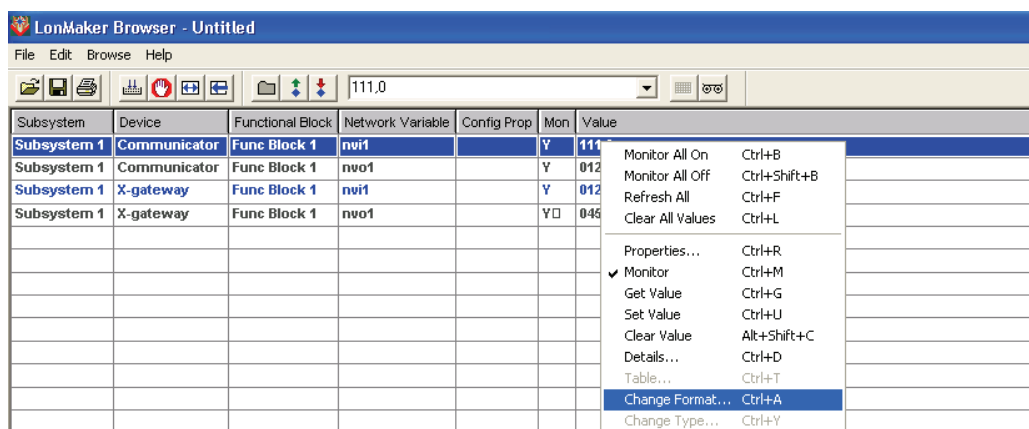 LonMaker Browser - Untitled
File Edit Browse Help
111,0
Subsystem Device Functional Block Network Variable Config Prop Mon Value
Subsystem 1 Communicator Func Block 1 nvi1 Y
Subsystem 1 Communicator Func Block 1 nvo1 Y 012
Subsystem 1 X-gateway Func Block 1 nvi1 Y 012
Subsystem 1 X-gateway Func Block 1 nvo1 Y 045
Monitor All On Ctrl+B
Monitor All Off Ctrl+Shift+B
Refresh All Ctrl+F
Clear All Values Ctrl+L
Properties... Ctrl+R
Monitor Ctrl+M
Get Value Ctrl+G
Set Value Ctrl+U
Clear Value Alt+Shift+C
Details... Ctrl+D
Table... Ctrl+T
Change Format... Ctrl+A
Change Type... Ctrl+Y